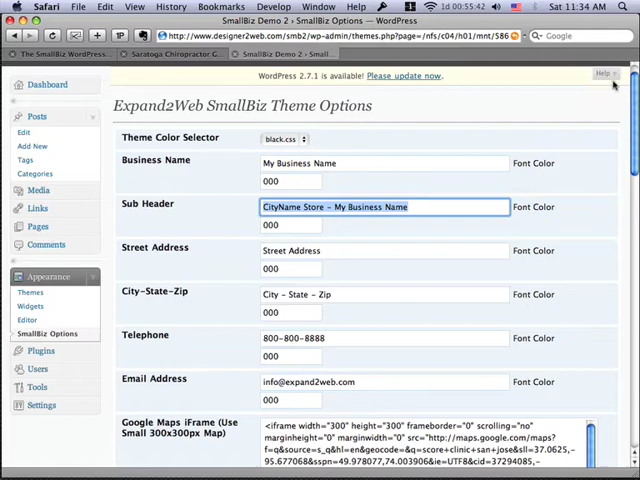 Safari File Edit View History Bookmarks Develop Window 1d 00:55:42 Sat 11:34 AM
SmallBiz Demo 2 › SmallBiz Options — WordPress
http://www.designer2web.com/smb2/wp-admin/themes.php?page=/nfs/c04/h01/mnt/586
Google
The SmallBiz WordPress...
Saratoga Chiropractor G...
SmallBiz Demo 2 › Small...
WordPress 2.7.1 is available! Please update now.
Help
Dashboard
Posts
Edit
Add New
Tags
Categories
Media
Links
Pages
Comments
Appearance
Themes
Widgets
Editor
SmallBiz Options
Plugins
Users
Tools
Settings
Expand2Web SmallBiz Theme Options
Theme Color Selector black.css
Business Name My Business Name Font Color
000
Sub Header CityName Store - My Business Name Font Color
000
Street Address Street Address Font Color
000
City-State-Zip City - State - Zip Font Color
000
Telephone 800-800-8888 Font Color
000
Email Address info@expand2web.com Font Color
000
Google Maps iFrame (Use
Small 300x300px Map)
<iframe width="300" height="300" frameborder="0" scrolling="no"
marginheight="0" marginwidth="0" src="http://maps.google.com/maps?
f=q&source=s_q&hl=en&geocode=&q=score+clinic+san+jose&sll=37.0625,-
95.677068&sspn=49.978077,74.003906&ie=UTF8&cid=37294085,-